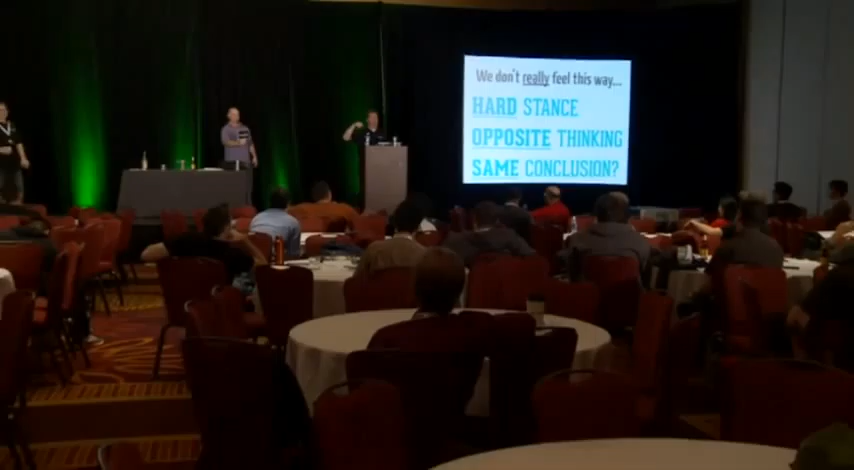 We don't really feel this way...
HARD STANCE
OPPOSITE THINKING
SAME CONCLUSION?